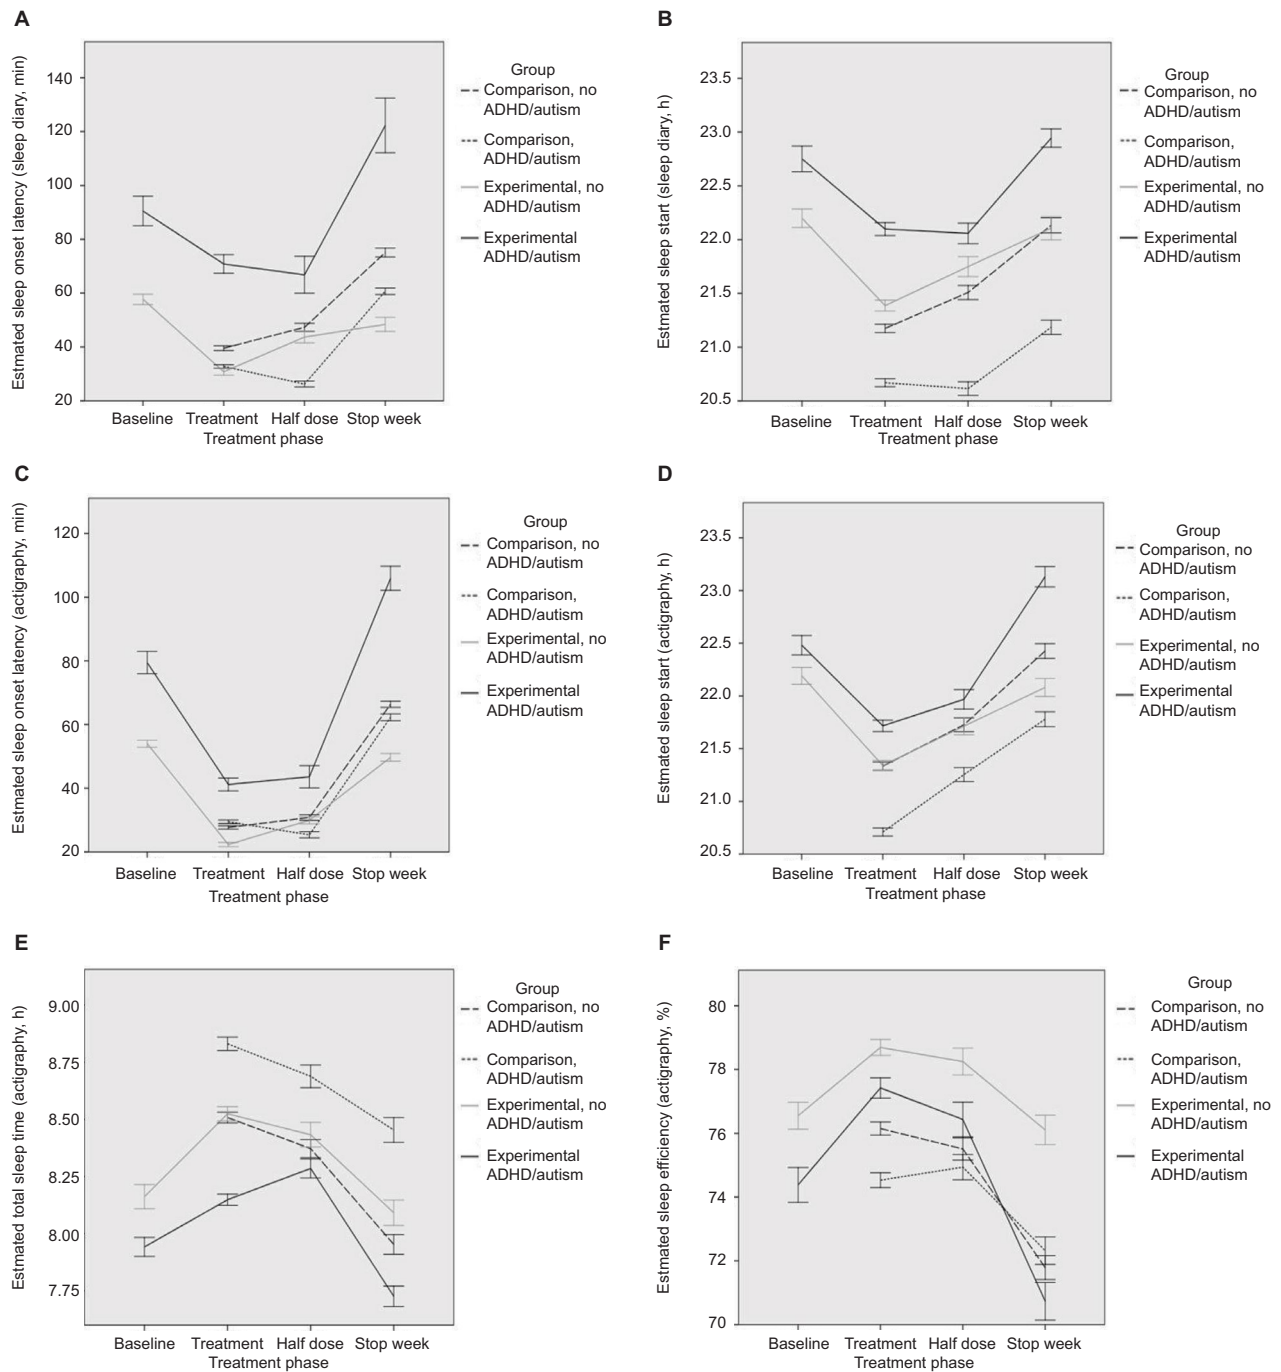 A
Estmated sleep onset latency (sleep diary, min)
140
120
100
80
60
40
20
Baseline Treatment Half dose Stop week
Treatment phase
Group
Comparison, no
ADHD/autism
Comparison,
ADHD/autism
Experimental, no
ADHD/autism
Experimental
ADHD/autism
B
Estmated sleep start (sleep diary, h)
23.5
23.0
22.5
22.0
21.5
21.0
20.5
Baseline Treatment Half dose Stop week
Treatment phase
Group
Comparison, no
ADHD/autism
Comparison,
ADHD/autism
Experimental, no
ADHD/autism
Experimental
ADHD/autism
C
Estmated sleep onset latency (actigraphy, min)
120
100
80
60
40
20
Baseline Treatment Half dose Stop week
Treatment phase
Group
Comparison, no
ADHD/autism
Comparison,
ADHD/autism
Experimental, no
ADHD/autism
Experimental
ADHD/autism
D
Estmated sleep start (actigraphy, h)
23.5
23.0
22.5
22.0
21.5
21.0
20.5
Baseline Treatment Half dose Stop week
Treatment phase
Group
Comparison, no
ADHD/autism
Comparison,
ADHD/autism
Experimental, no
ADHD/autism
Experimental
ADHD/autism
E
Estmated total sleep time (actigraphy, h)
9.00
8.75
8.50
8.25
8.00
7.75
Baseline Treatment Half dose Stop week
Treatment phase
Group
Comparison, no
ADHD/autism
Comparison,
ADHD/autism
Experimental, no
ADHD/autism
Experimental
ADHD/autism
F
Estmated sleep efficiency (actigraphy, %)
80
78
76
74
72
70
Baseline Treatment Half dose Stop week
Treatment phase
Group
Comparison, no
ADHD/autism
Comparison,
ADHD/autism
Experimental, no
ADHD/autism
Experimental
ADHD/autism